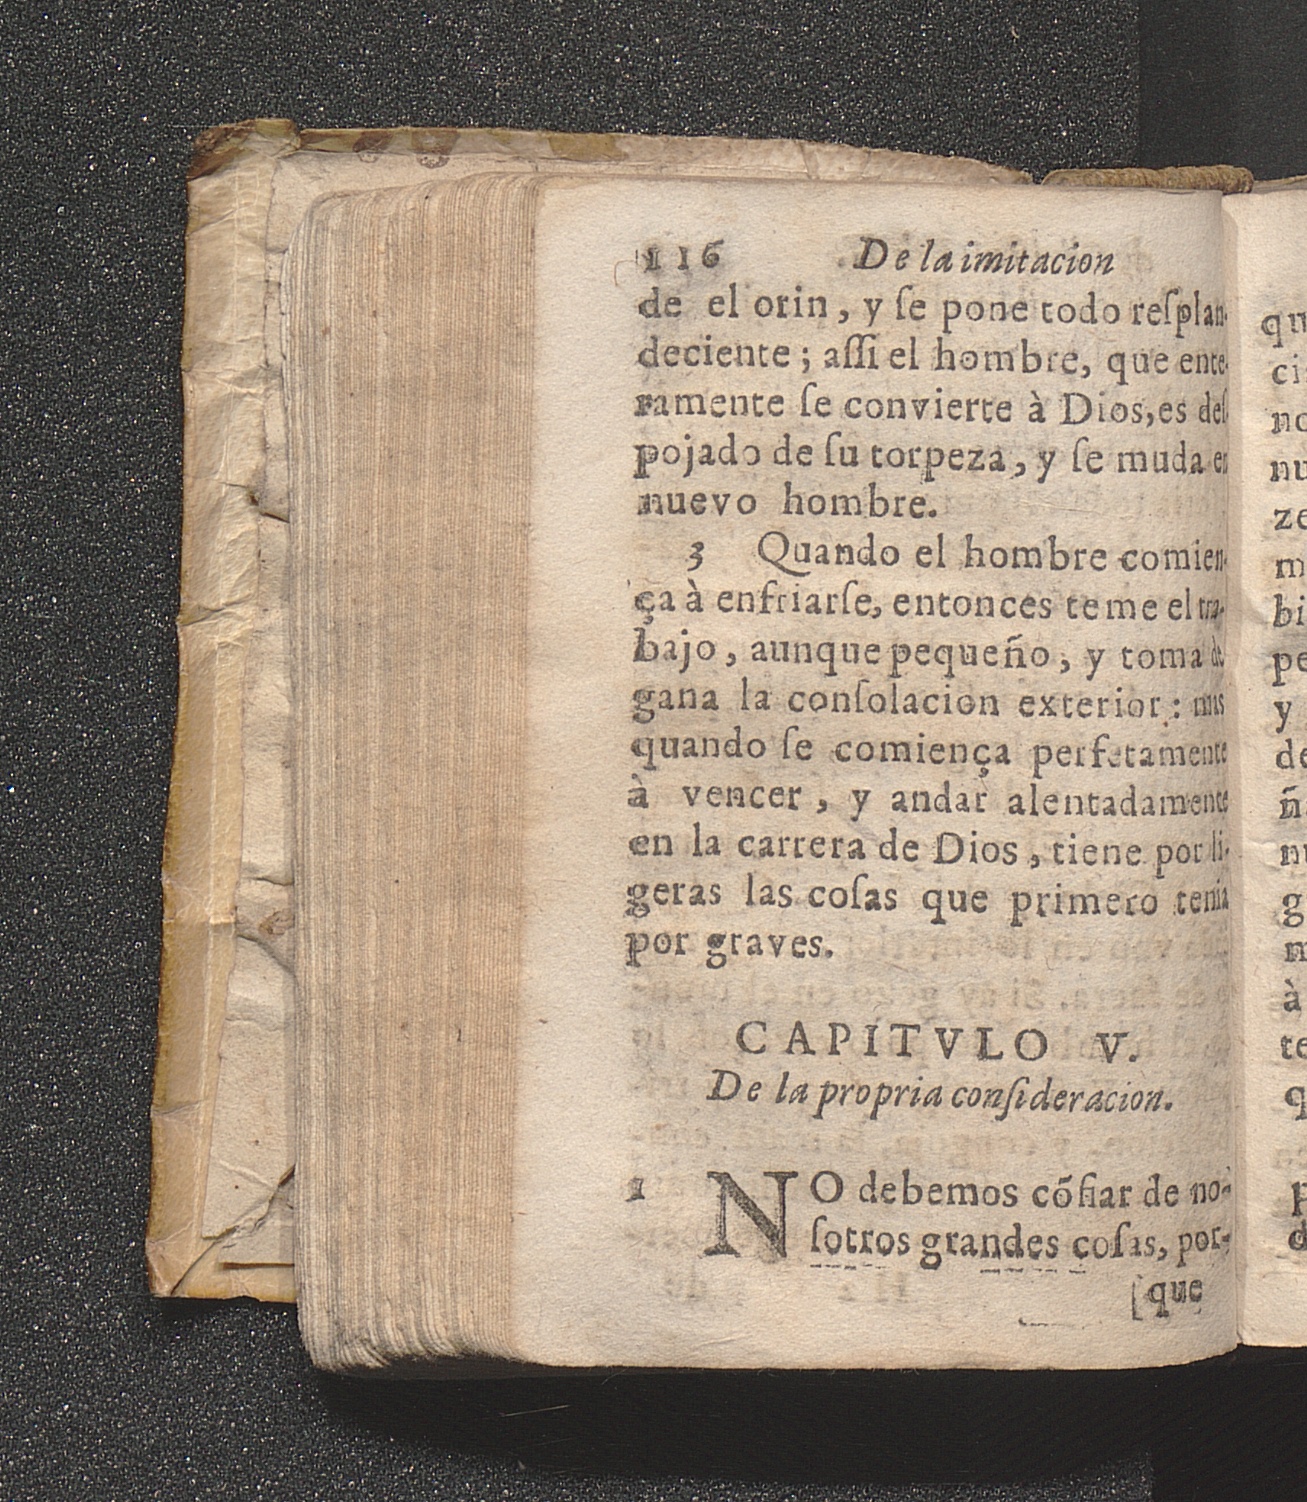 116 De la imitacion
de el orin, y ſe pone todo reſplan-
deciente; aſſi el hombre, que ente-
ramente ſe convierte à Dios, es deſ
pojado de ſu torpeza, y ſe muda en
nuevo hombre.
3 Quando el hombre comien-
ça à enfriarſe, entonces teme el tra-
bajo, aunque pequeño, y toma de
gana la conſolacion exterior: mas
quando ſe comiença perfetamente
à vencer, y andar alentadamente
en la carrera de Dios, tiene por li-
geras las coſas que primero tenia
por graves.
CAPITVLO V.
De la propria conſideracion.
1 NO debemos cõfiar de no-
ſotros grandes coſas, por-
que